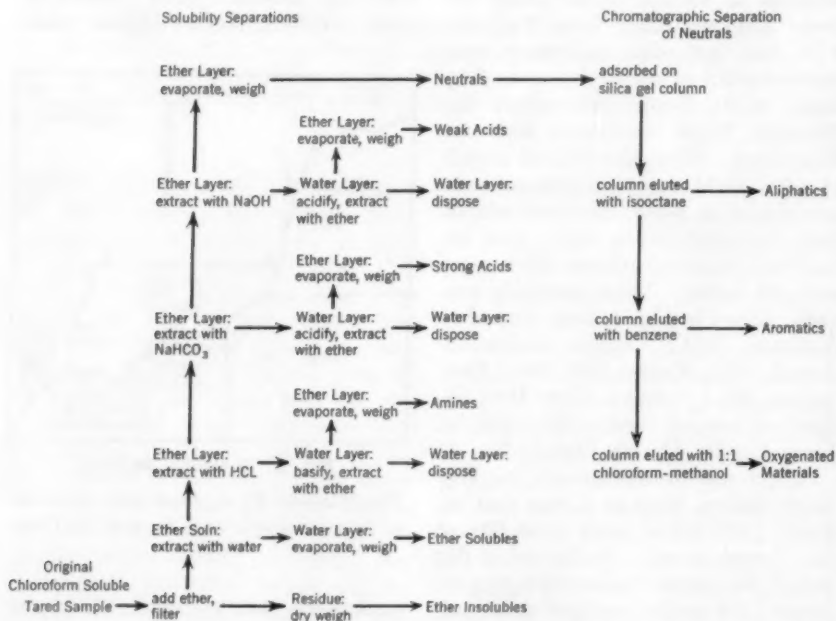 Solubility Separations
Chromatographic Separation
of Neutrals
Ether Layer:
evaporate, weigh
Neutrals
adsorbed on
silica gel column
Ether Layer:
evaporate, weigh
Weak Acids
Ether Layer:
extract with NaOH
Water Layer:
acidify, extract
with ether
Water Layer:
dispose
column eluted
with isooctane
Aliphatics
Ether Layer:
evaporate, weigh
Strong Acids
Ether Layer:
extract with
NaHCO3
Water Layer:
acidify, extract
with ether
Water Layer:
dispose
column eluted
with benzene
Aromatics
Ether Layer:
evaporate, weigh
Amines
Ether Layer:
extract with HCL
Water Layer:
basify, extract
with ether
Water Layer:
dispose
column eluted with 1:1
chloroform-methanol
Oxygenated
Materials
Ether Soln:
extract with water
Water Layer:
evaporate, weigh
Ether Solubles
Original
Chloroform Soluble
Tared Sample
add ether,
filter
Residue:
dry weigh
Ether Insolubles